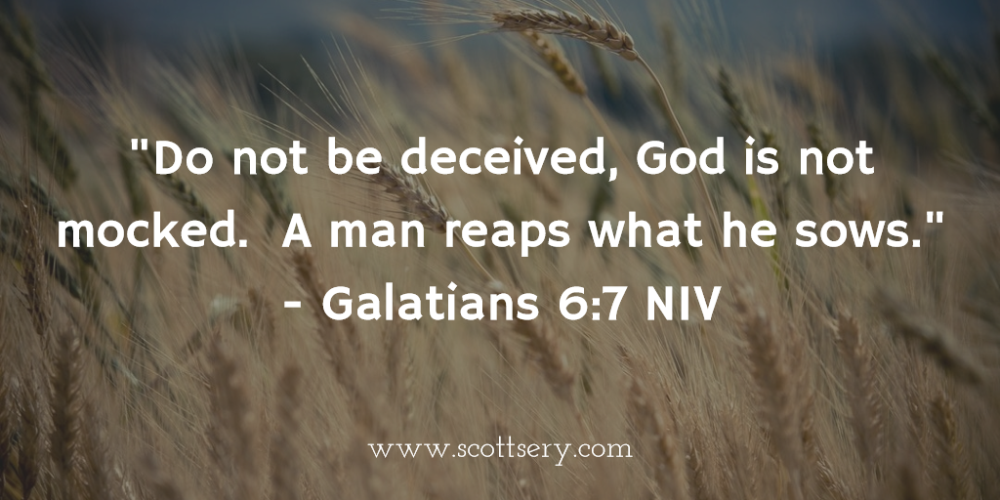 "Do not be deceived, God is not
mocked.  A man reaps what he sows."
- Galatians 6:7 NIV
www.scottsery.com